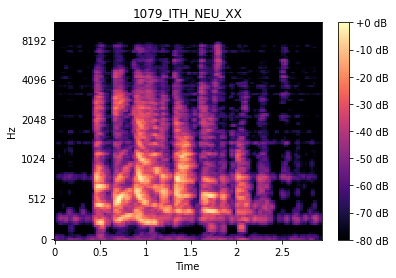 1079_ITH_NEU_XX
+0 dB
8192
-10 dB
4096
-20 dB
-30 dB
2048
Hz
-40 dB
1024
-50 dB
512
-60 dB
-70 dB
0
-80 dB
0 0.5 1 1.5 2 2.5
Time